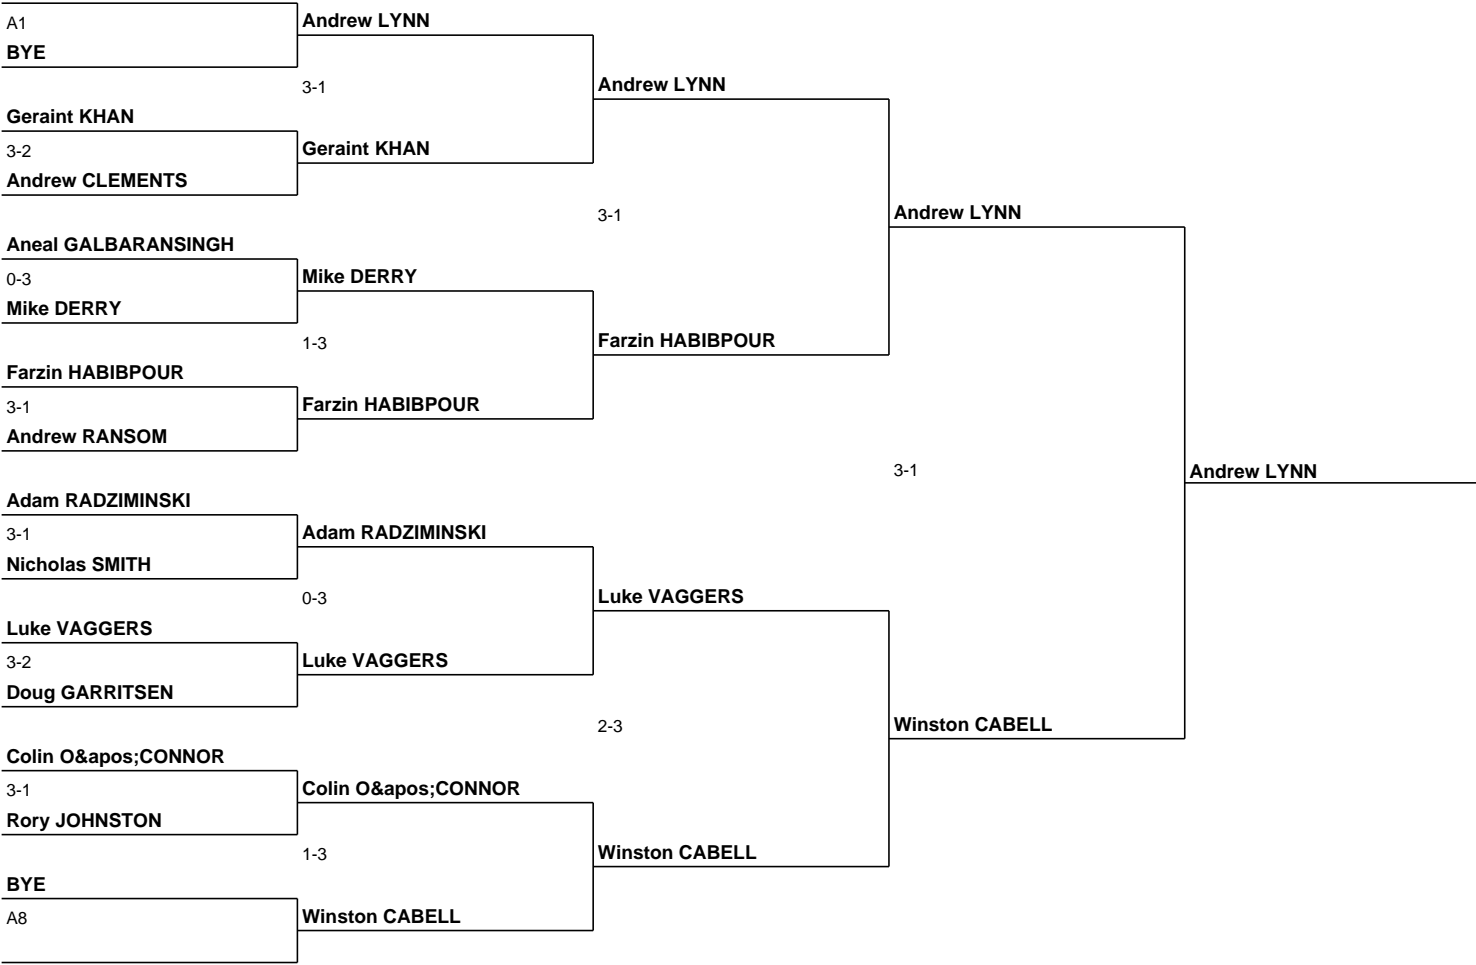 A1
BYE
Andrew LYNN
3-1
Andrew LYNN
Geraint KHAN
3-2
Andrew CLEMENTS
Geraint KHAN
3-1
Andrew LYNN
Aneal GALBARANSINGH
0-3
Mike DERRY
Mike DERRY
1-3
Farzin HABIBPOUR
Farzin HABIBPOUR
3-1
Andrew RANSOM
Farzin HABIBPOUR
3-1
Andrew LYNN
Adam RADZIMINSKI
3-1
Nicholas SMITH
Adam RADZIMINSKI
0-3
Luke VAGGERS
Luke VAGGERS
3-2
Doug GARRITSEN
Luke VAGGERS
2-3
Winston CABELL
Colin O&apos;CONNOR
3-1
Rory JOHNSTON
Colin O&apos;CONNOR
1-3
Winston CABELL
BYE
A8
Winston CABELL